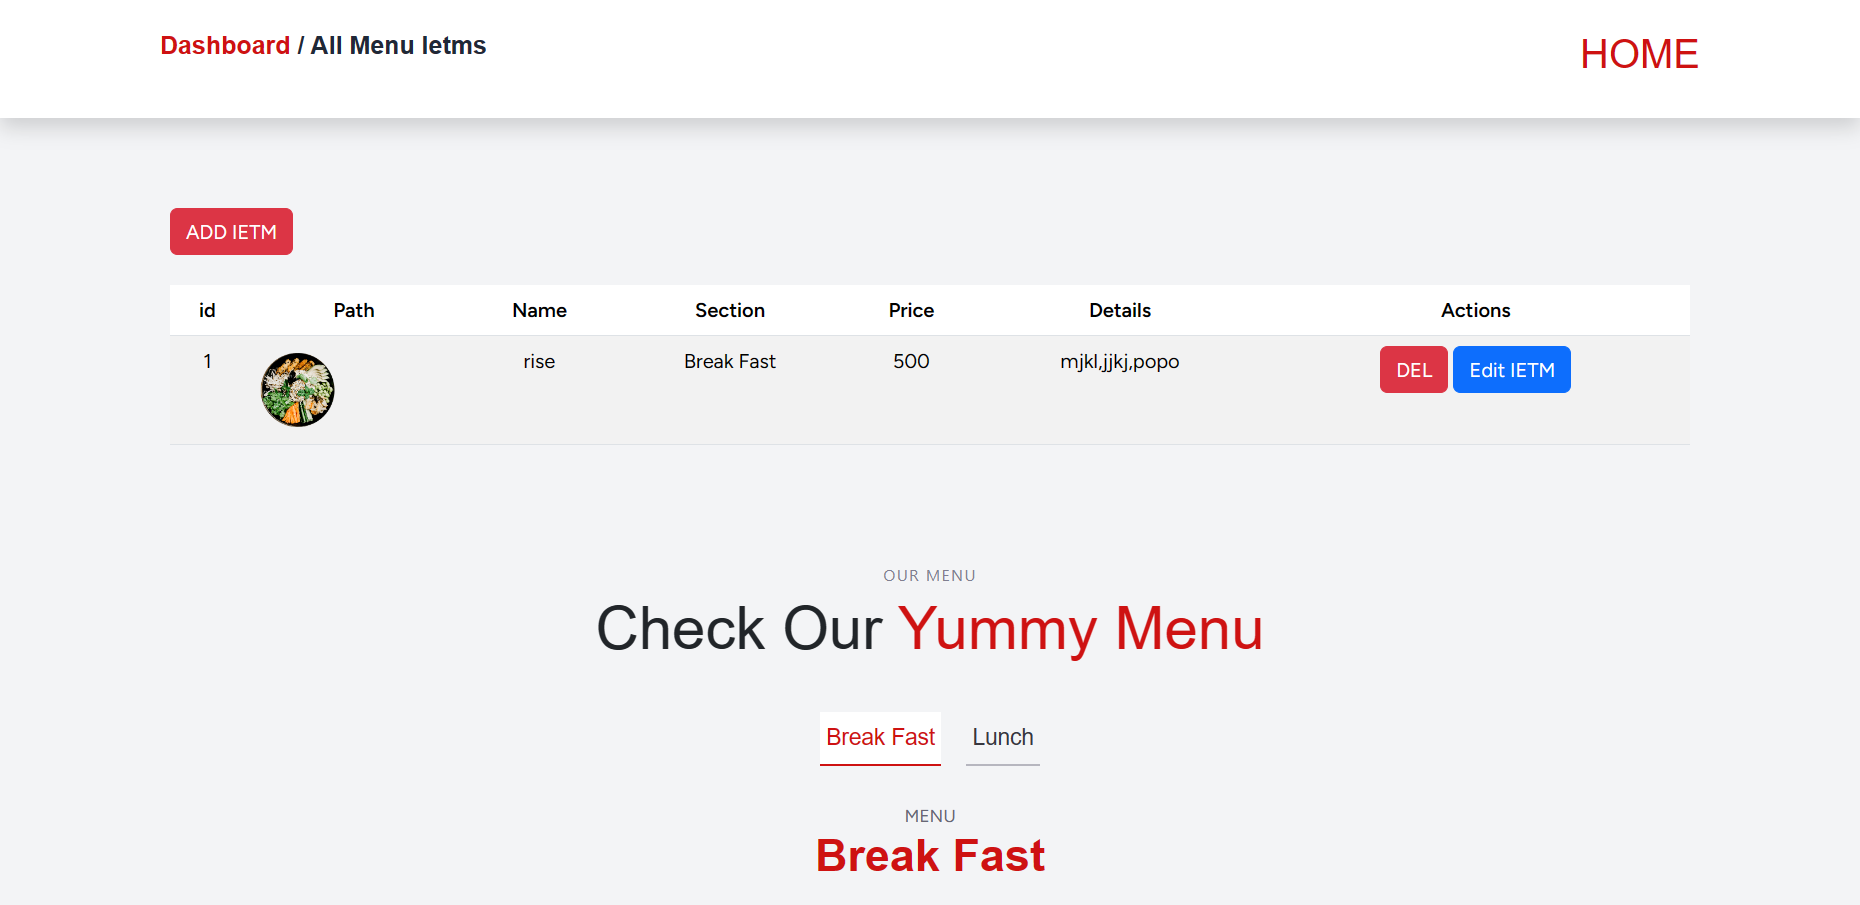 Dashboard / All Menu Ietms
HOME
ADD IETM
id Path Name Section Price Details Actions
1 rise Break Fast 500 mjkl,jjkj,popo DEL Edit IETM
OUR MENU
Check Our Yummy Menu
Break Fast Lunch
MENU
Break Fast